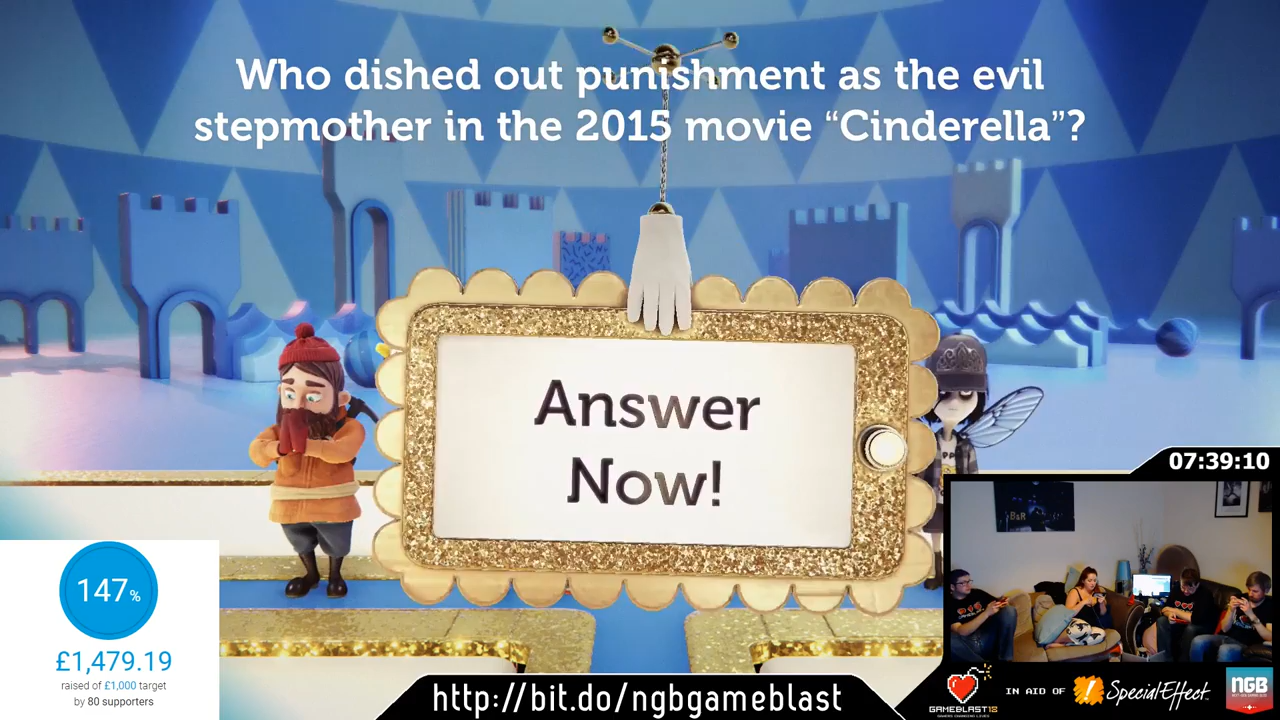 Who dished out punishment as the evil
stepmother in the 2015 movie “Cinderella”?
Answer
Now!
07:39:10
147%
£1,479.19
raised of £1,000 target
by 80 supporters
http://bit.do/ngbgameblast
GAMEBLAST18
IN AID OF SpecialEffect
NGB